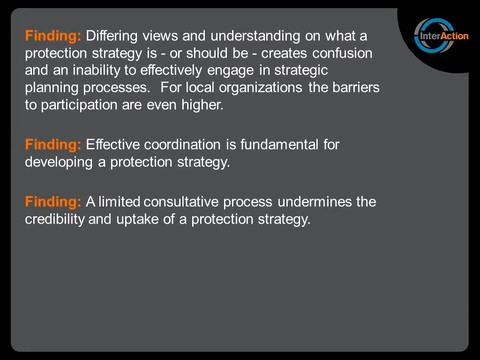 InterAction
Finding: Differing views and understanding on what a
protection strategy is - or should be - creates confusion
and an inability to effectively engage in strategic
planning processes. For local organizations the barriers
to participation are even higher.
Finding: Effective coordination is fundamental for
developing a protection strategy.
Finding: A limited consultative process undermines the
credibility and uptake of a protection strategy.